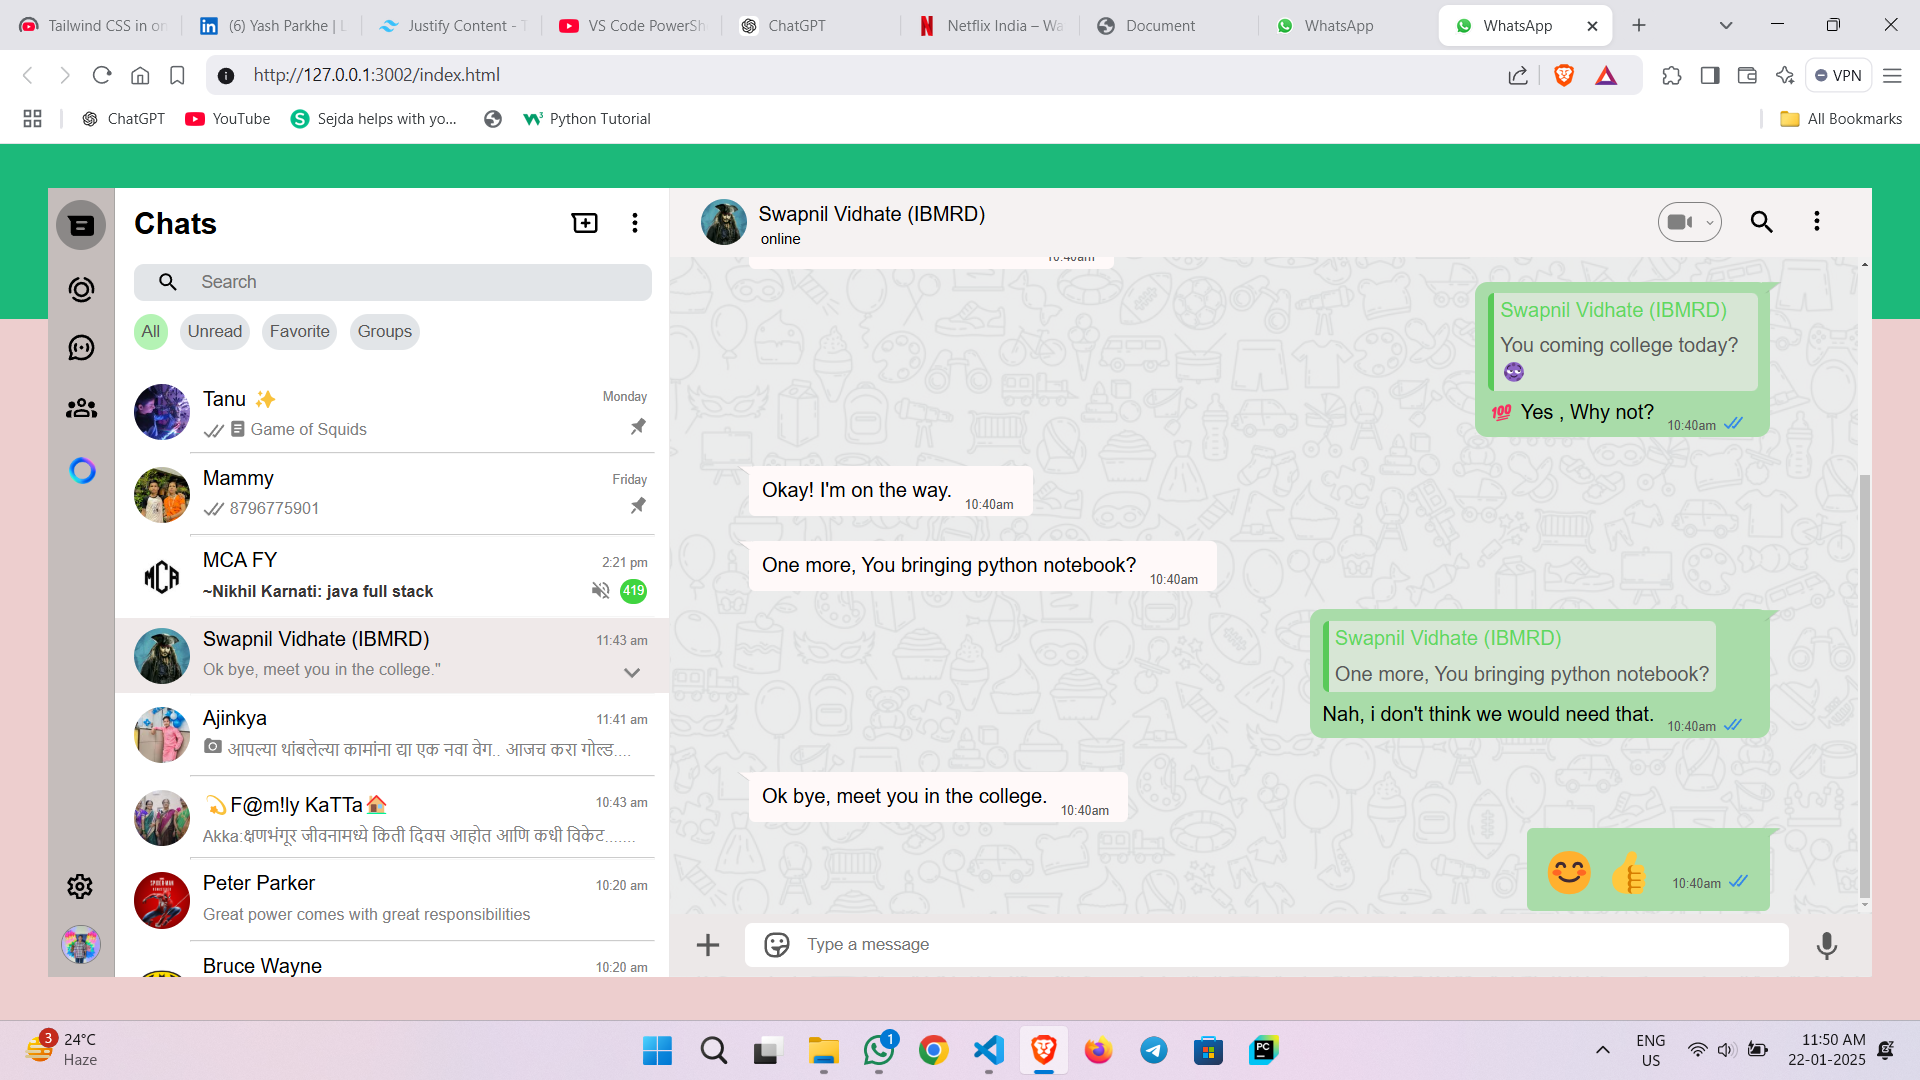 Tailwind CSS in on
(6) Yash Parkhe | L
Justify Content - T
VS Code PowerSh
ChatGPT
Netflix India – Wa
Document
WhatsApp
WhatsApp
http://127.0.0.1:3002/index.html
VPN
ChatGPT
YouTube
Sejda helps with yo...
Python Tutorial
All Bookmarks
Chats
Search
All
Unread
Favorite
Groups
Tanu ✨
Monday
Game of Squids
Mammy
Friday
8796775901
MCA
MCA FY
2:21 pm
~Nikhil Karnati: java full stack
419
Swapnil Vidhate (IBMRD)
11:43 am
Ok bye, meet you in the college."
Ajinkya
11:41 am
आपल्या थांबलेल्या कामांना द्या एक नवा वेग.. आजच करा गोल्ड....
💫F@m!ly KaTTa🏠
10:43 am
Akka:क्षणभंगूर जीवनामध्ये किती दिवस आहोत आणि कधी विकेट.......
Peter Parker
10:20 am
Great power comes with great responsibilities
Bruce Wayne
10:20 am
Swapnil Vidhate (IBMRD)
online
10:40am
Swapnil Vidhate (IBMRD)
You coming college today?
🌚
💯 Yes , Why not?
10:40am
Okay! I'm on the way.
10:40am
One more, You bringing python notebook?
10:40am
Swapnil Vidhate (IBMRD)
One more, You bringing python notebook?
Nah, i don't think we would need that.
10:40am
Ok bye, meet you in the college.
10:40am
😊 👍
10:40am
Type a message
3
24°C
Haze
1
PC
ENG
US
11:50 AM
22-01-2025